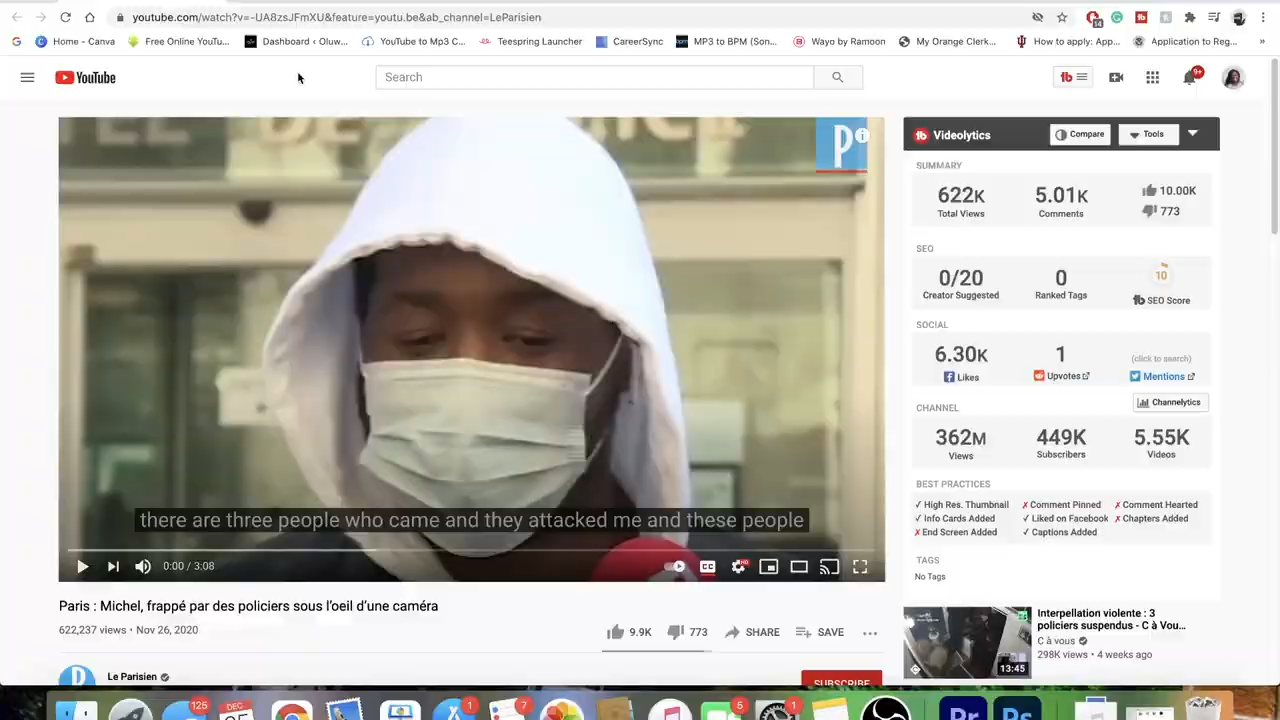 youtube.com/watch?v=-UA8zsJFmXU&feature=youtu.be&ab_channel=LeParisien
14
Home - Canva
Free Online YouTu...
Dashboard ‹ Oluw...
YouTube to Mp3 C...
Teespring Launcher
CareerSync
MP3 to BPM (Son...
Wayo by Ramoon
My Orange Clerk...
How to apply: App...
Application to Reg...
»
YouTube
Search
9+
P
there are three people who came and they attacked me and these people
0:00 / 3:08
CC
HD
Paris : Michel, frappé par des policiers sous l'oeil d'une caméra
622,237 views • Nov 26, 2020
9.9K
773
SHARE
SAVE
Le Parisien
SUBSCRIBE
Videolytics
Compare
Tools
SUMMARY
622K
5.01K
10.00K
Total Views
Comments
773
SEO
0/20
0
10
Creator Suggested
Ranked Tags
SEO Score
SOCIAL
6.30K
1
(click to search)
Likes
Upvotes
Mentions
CHANNEL
Channelytics
362M
449K
5.55K
Views
Subscribers
Videos
BEST PRACTICES
✓ High Res. Thumbnail
✗ Comment Pinned
✗ Comment Hearted
✓ Info Cards Added
✓ Liked on Facebook
✗ Chapters Added
✗ End Screen Added
✓ Captions Added
TAGS
No Tags
Interpellation violente : 3
policiers suspendus - C à Vou...
C à vous
298K views • 4 weeks ago
13:45
125
DEC
1
7
5
1
Pr
Ps